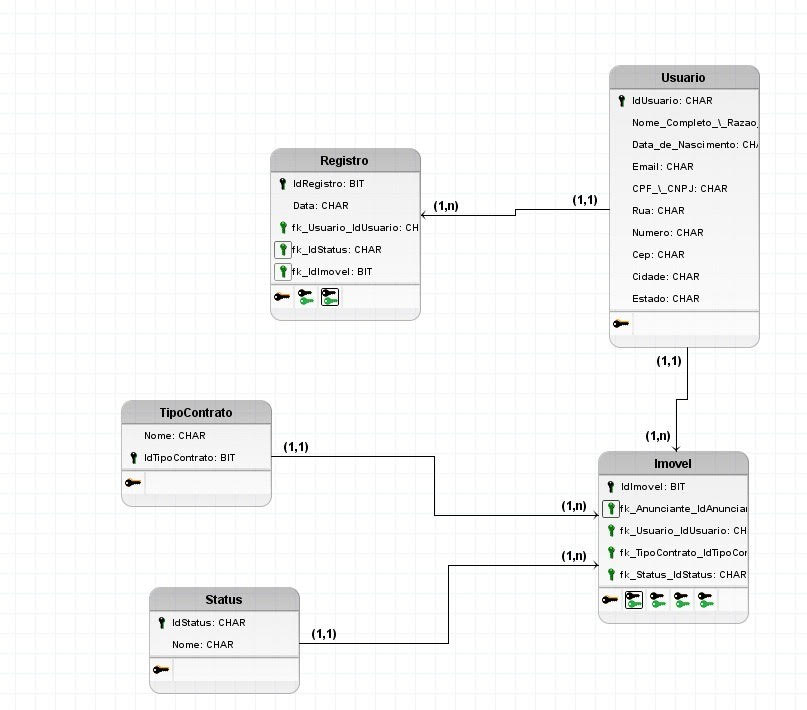 Usuario
IdUsuario: CHAR
Nome_Completo_\_Razao_
Data_de_Nascimento: CHA
Email: CHAR
CPF_\_CNPJ: CHAR
Rua: CHAR
Numero: CHAR
Cep: CHAR
Cidade: CHAR
Estado: CHAR
Registro
IdRegistro: BIT
Data: CHAR
fk_Usuario_IdUsuario: CH
fk_IdStatus: CHAR
fk_IdImovel: BIT
(1,n)
(1,1)
(1,1)
(1,n)
TipoContrato
Nome: CHAR
IdTipoContrato: BIT
(1,1)
(1,n)
Imovel
IdImovel: BIT
fk_Anunciante_IdAnuncian
fk_Usuario_IdUsuario: CH
fk_TipoContrato_IdTipoCon
fk_Status_IdStatus: CHAR
(1,n)
Status
IdStatus: CHAR
Nome: CHAR
(1,1)